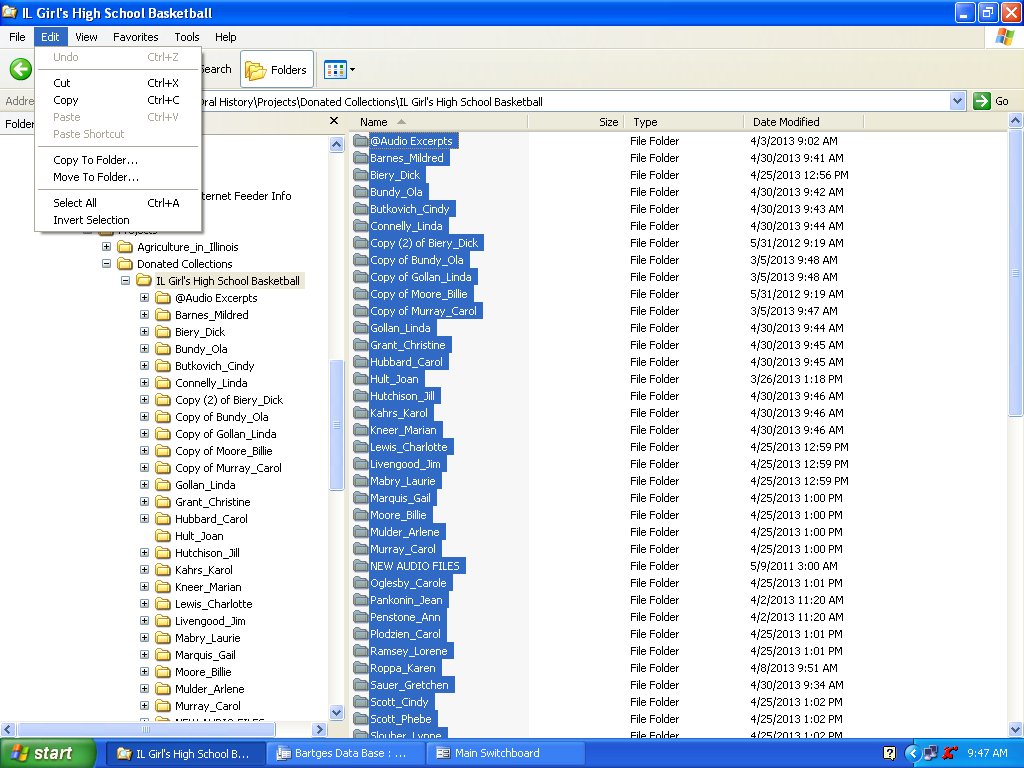 IL Girl's High School Basketball
File Edit View Favorites Tools Help
Undo Ctrl+Z
Cut Ctrl+X
Copy Ctrl+C
Paste Ctrl+V
Paste Shortcut
Copy To Folder...
Move To Folder...
Select All Ctrl+A
Invert Selection
Search Folders
Addre
ral History\Projects\Donated Collections\IL Girl's High School Basketball Go
Folder
ternet Feeder Info
Projects
Agriculture_in_Illinois
Donated Collections
IL Girl's High School Basketball
@Audio Excerpts
Barnes_Mildred
Biery_Dick
Bundy_Ola
Butkovich_Cindy
Connelly_Linda
Copy (2) of Biery_Dick
Copy of Bundy_Ola
Copy of Gollan_Linda
Copy of Moore_Billie
Copy of Murray_Carol
Gollan_Linda
Grant_Christine
Hubbard_Carol
Hult_Joan
Hutchison_Jill
Kahrs_Karol
Kneer_Marian
Lewis_Charlotte
Livengood_Jim
Mabry_Laurie
Marquis_Gail
Moore_Billie
Mulder_Arlene
Murray_Carol
NEW AUDIO FILES
Name Size Type Date Modified
@Audio Excerpts File Folder 4/3/2013 9:02 AM
Barnes_Mildred File Folder 4/30/2013 9:41 AM
Biery_Dick File Folder 4/25/2013 12:56 PM
Bundy_Ola File Folder 4/30/2013 9:42 AM
Butkovich_Cindy File Folder 4/30/2013 9:43 AM
Connelly_Linda File Folder 4/30/2013 9:44 AM
Copy (2) of Biery_Dick File Folder 5/31/2012 9:19 AM
Copy of Bundy_Ola File Folder 3/5/2013 9:48 AM
Copy of Gollan_Linda File Folder 3/5/2013 9:48 AM
Copy of Moore_Billie File Folder 5/31/2012 9:19 AM
Copy of Murray_Carol File Folder 3/5/2013 9:47 AM
Gollan_Linda File Folder 4/30/2013 9:44 AM
Grant_Christine File Folder 4/30/2013 9:45 AM
Hubbard_Carol File Folder 4/30/2013 9:45 AM
Hult_Joan File Folder 3/26/2013 1:18 PM
Hutchison_Jill File Folder 4/30/2013 9:46 AM
Kahrs_Karol File Folder 4/30/2013 9:46 AM
Kneer_Marian File Folder 4/30/2013 9:46 AM
Lewis_Charlotte File Folder 4/25/2013 12:59 PM
Livengood_Jim File Folder 4/25/2013 12:59 PM
Mabry_Laurie File Folder 4/25/2013 12:59 PM
Marquis_Gail File Folder 4/25/2013 1:00 PM
Moore_Billie File Folder 4/25/2013 1:00 PM
Mulder_Arlene File Folder 4/25/2013 1:00 PM
Murray_Carol File Folder 4/25/2013 1:00 PM
NEW AUDIO FILES File Folder 5/9/2011 3:00 AM
Oglesby_Carole File Folder 4/25/2013 1:01 PM
Pankonin_Jean File Folder 4/2/2013 11:20 AM
Penstone_Ann File Folder 4/2/2013 11:20 AM
Plodzien_Carol File Folder 4/25/2013 1:01 PM
Ramsey_Lorene File Folder 4/25/2013 1:01 PM
Roppa_Karen File Folder 4/8/2013 9:51 AM
Sauer_Gretchen File Folder 4/30/2013 9:34 AM
Scott_Cindy File Folder 4/25/2013 1:02 PM
Scott_Phebe File Folder 4/25/2013 1:02 PM
Slouber_Lynne File Folder 4/25/2013 1:02 PM
start IL Girl's High School B... Bartges Data Base : ... Main Switchboard 9:47 AM